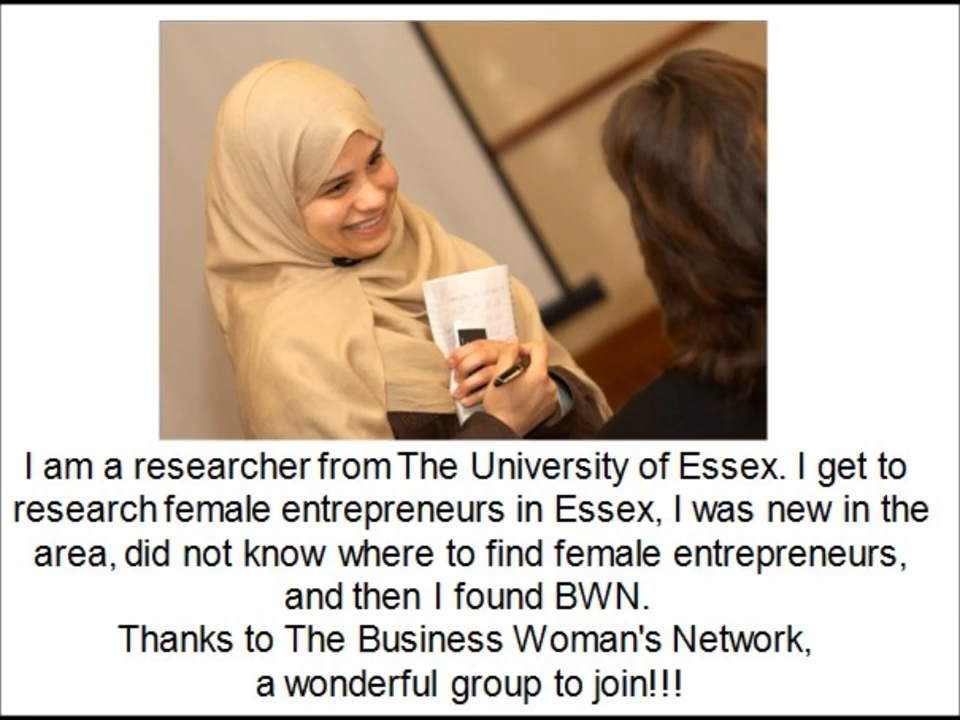 I am a researcher from The University of Essex. I get to
research female entrepreneurs in Essex, I was new in the
area, did not know where to find female entrepreneurs,
and then I found BWN.
Thanks to The Business Woman's Network,
a wonderful group to join!!!